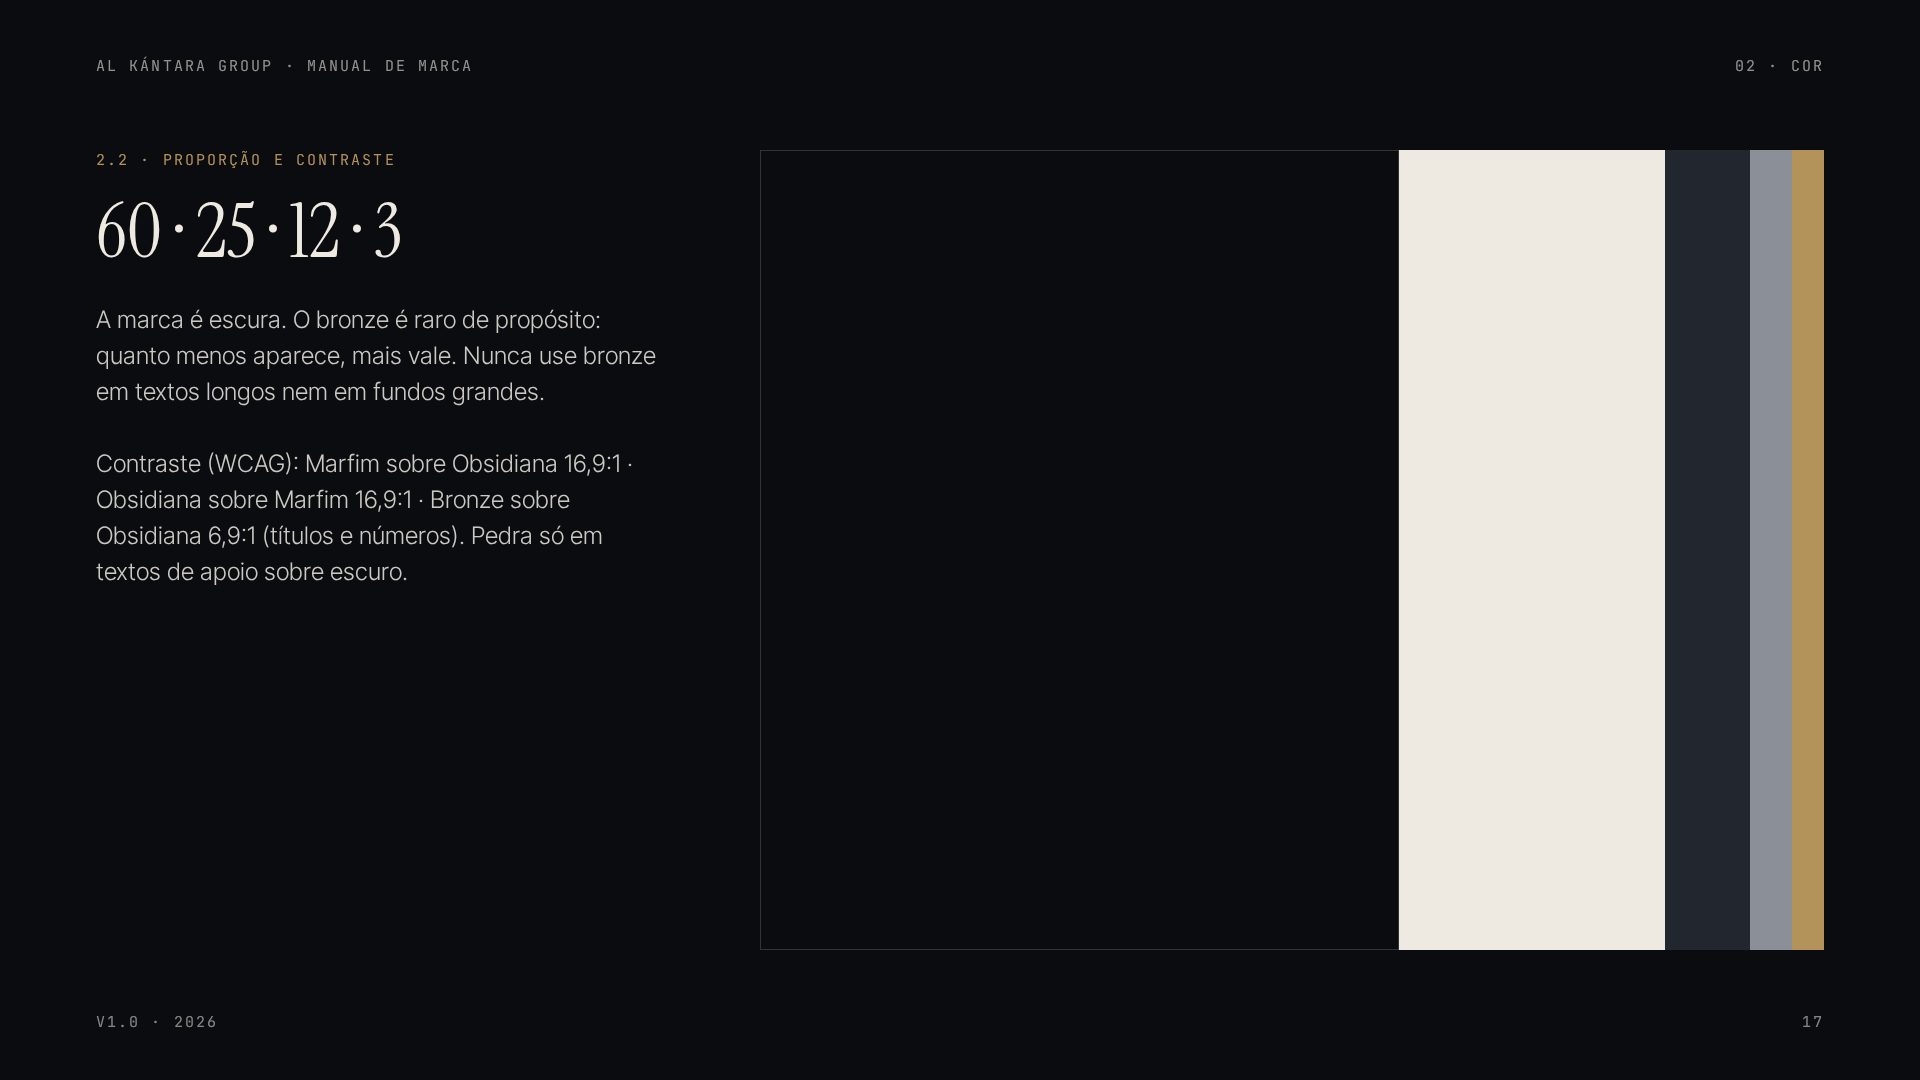 AL KÁNTARA GROUP · MANUAL DE MARCA
02 · COR
2.2 · PROPORÇÃO E CONTRASTE
60·25·12·3
A marca é escura. O bronze é raro de propósito:
quanto menos aparece, mais vale. Nunca use bronze
em textos longos nem em fundos grandes.
Contraste (WCAG): Marfim sobre Obsidiana 16,9:1 ·
Obsidiana sobre Marfim 16,9:1 · Bronze sobre
Obsidiana 6,9:1 (títulos e números). Pedra só em
textos de apoio sobre escuro.
V1.0 · 2026
17